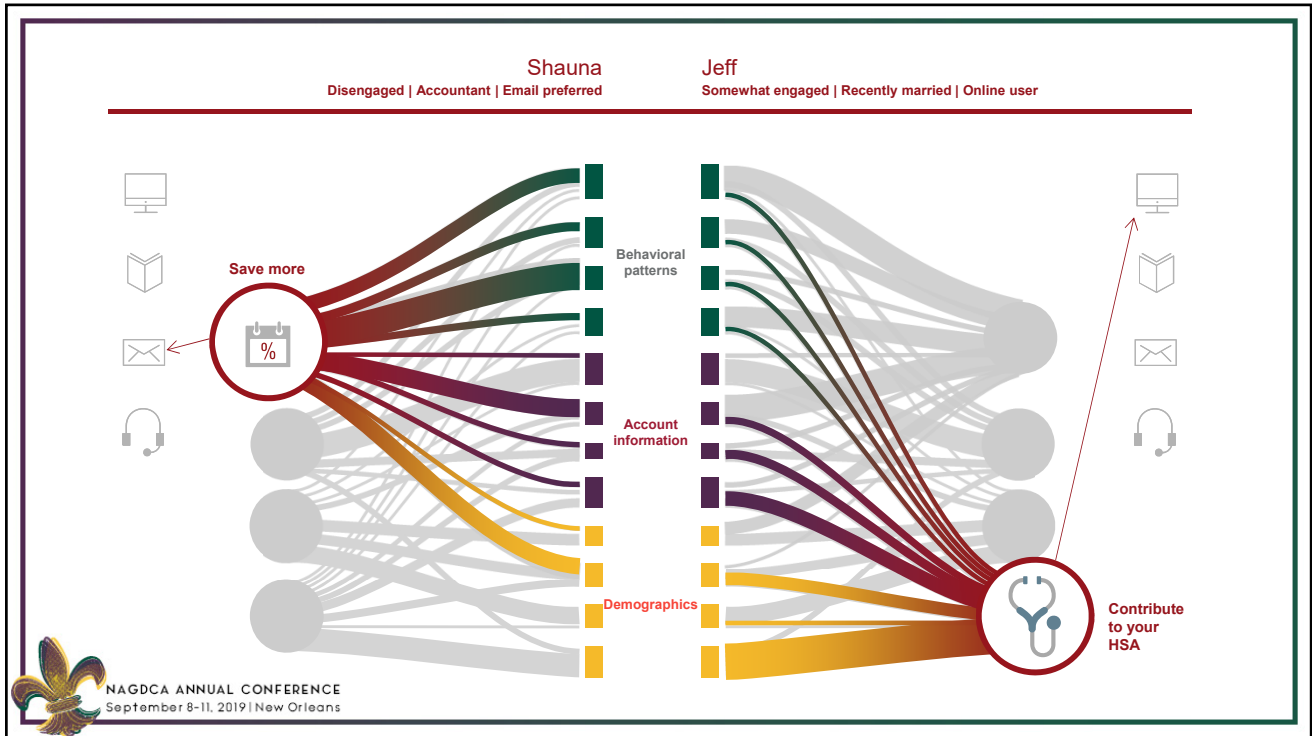 Shauna
Disengaged | Accountant | Email preferred
Jeff
Somewhat engaged | Recently married | Online user
Save more
%
Behavioral
patterns
Account
information
Demographics
Contribute
to your
HSA
NAGDCA ANNUAL CONFERENCE
September 8-11, 2019 | New Orleans